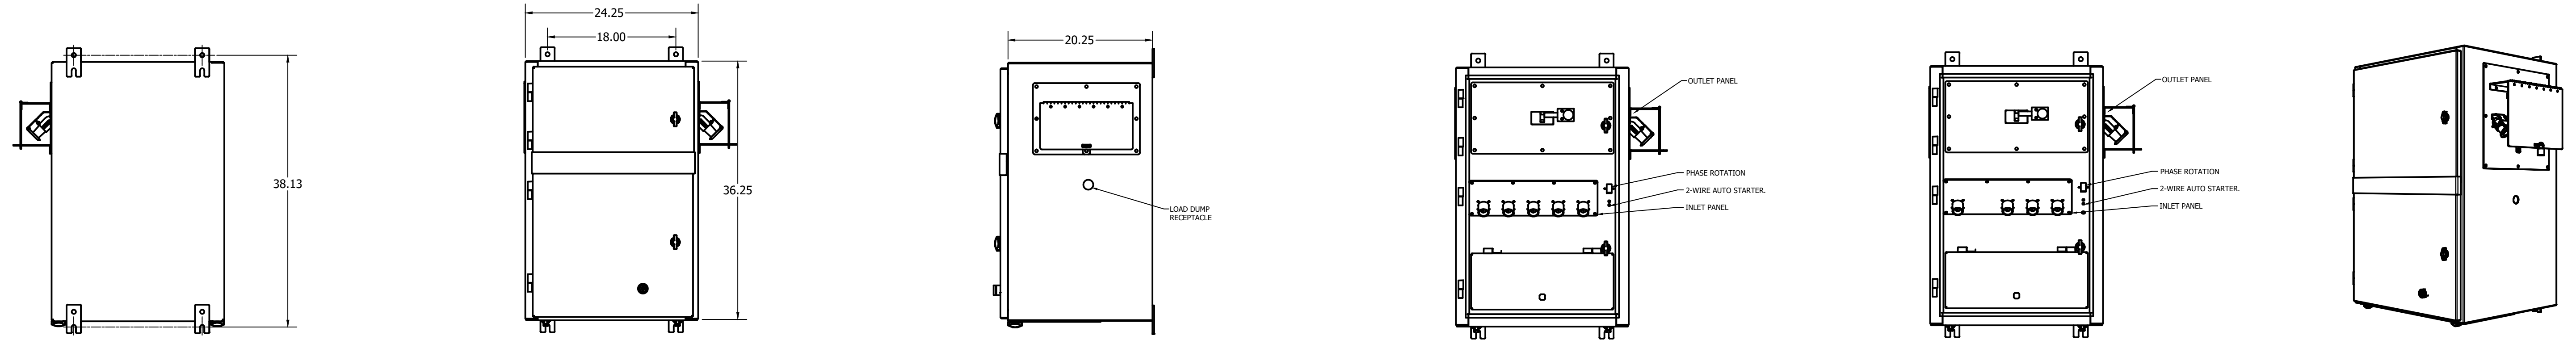 38.13
24.25
18.00
36.25
20.25
LOAD DUMP
RECEPTACLE
OUTLET PANEL
PHASE ROTATION
2-WIRE AUTO STARTER.
INLET PANEL
OUTLET PANEL
PHASE ROTATION
2-WIRE AUTO STARTER.
INLET PANEL